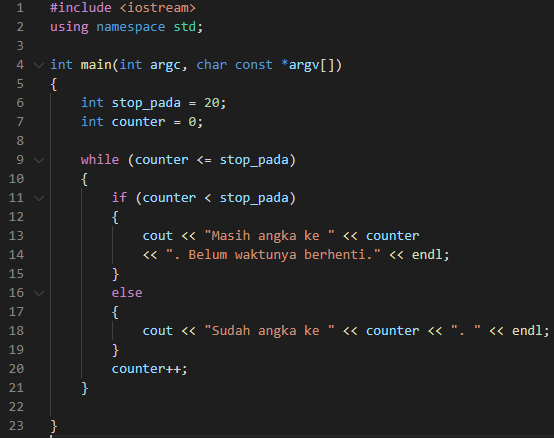 1 #include <iostream>
2 using namespace std;
3
4 int main(int argc, char const *argv[])
5 {
6     int stop_pada = 20;
7     int counter = 0;
8
9     while (counter <= stop_pada)
10     {
11         if (counter < stop_pada)
12         {
13             cout << "Masih angka ke " << counter
14             << ". Belum waktunya berhenti." << endl;
15         }
16         else
17         {
18             cout << "Sudah angka ke " << counter << ". " << endl;
19         }
20         counter++;
21     }
22
23 }